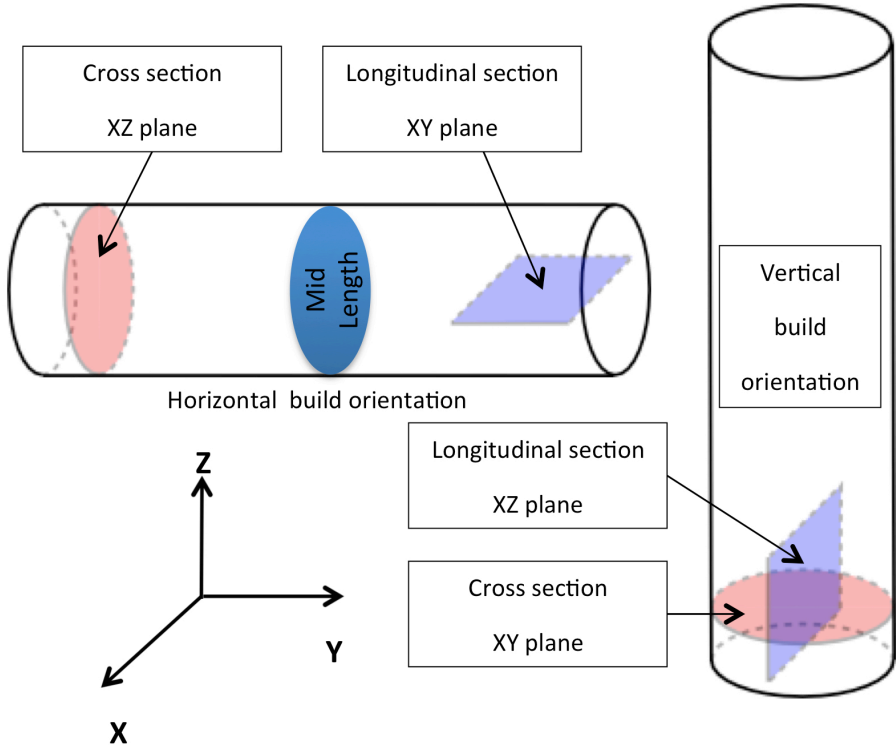 Cross section
XZ plane
Longitudinal section
XY plane
Mid
Length
Horizontal build orientation
Vertical
build
orientation
Longitudinal section
XZ plane
Cross section
XY plane
Z
Y
X